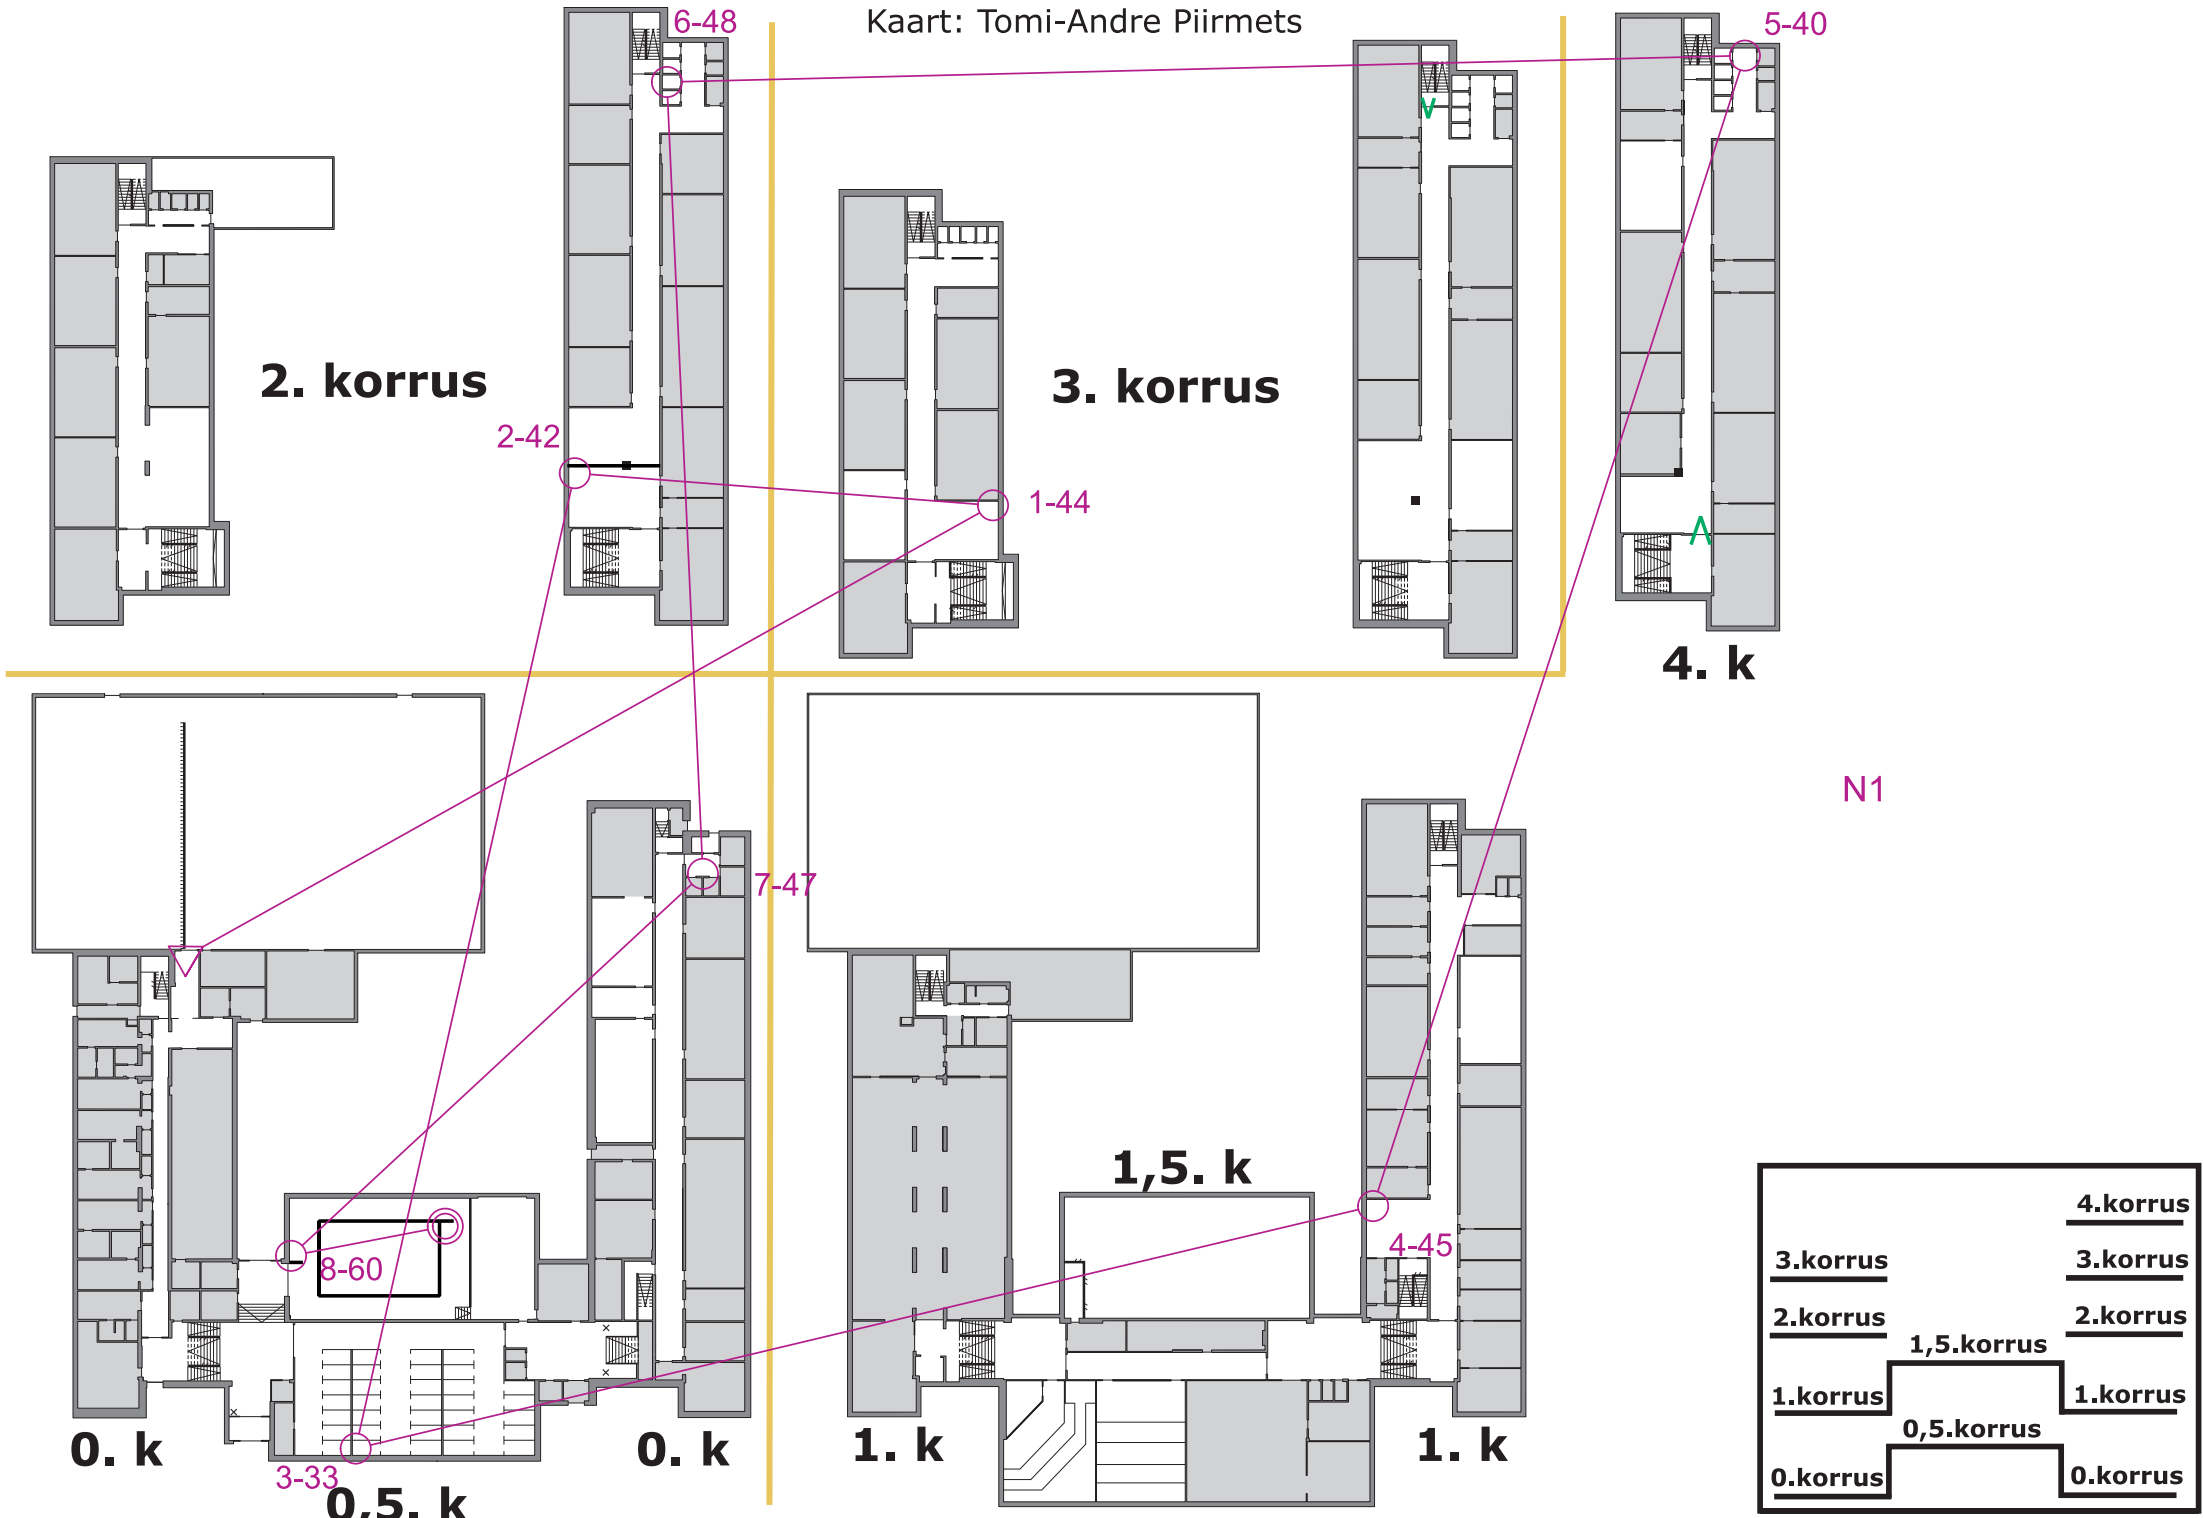 6-48
Kaart: Tomi-Andre Piirmets
5-40
2. korrus
3. korrus
2-42
1-44
4. k
N1
7-47
1,5. k
4.korrus
3.korrus
3.korrus
2.korrus
2.korrus
1,5.korrus
1.korrus
1.korrus
0,5.korrus
0.korrus
0.korrus
4-45
8-60
0. k
0. k
1. k
1. k
3-33
0,5. k